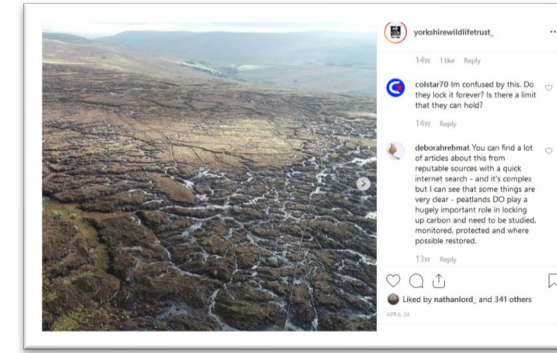 yorkshirewildlifetrust_
14w 1 like Reply
colstar70 Im confused by this. Do
they lock it forever? Is there a limit
that they can hold?
14w Reply
deborahrehmat You can find a lot
of articles about this from
reputable sources with a quick
internet search - and it's complex
but I can see that some things are
very clear - peatlands DO play a
hugely important role in locking
up carbon and need to be studied,
monitored, protected and where
possible restored.
13w Reply
Liked by nathanlord_ and 341 others
APRIL 24